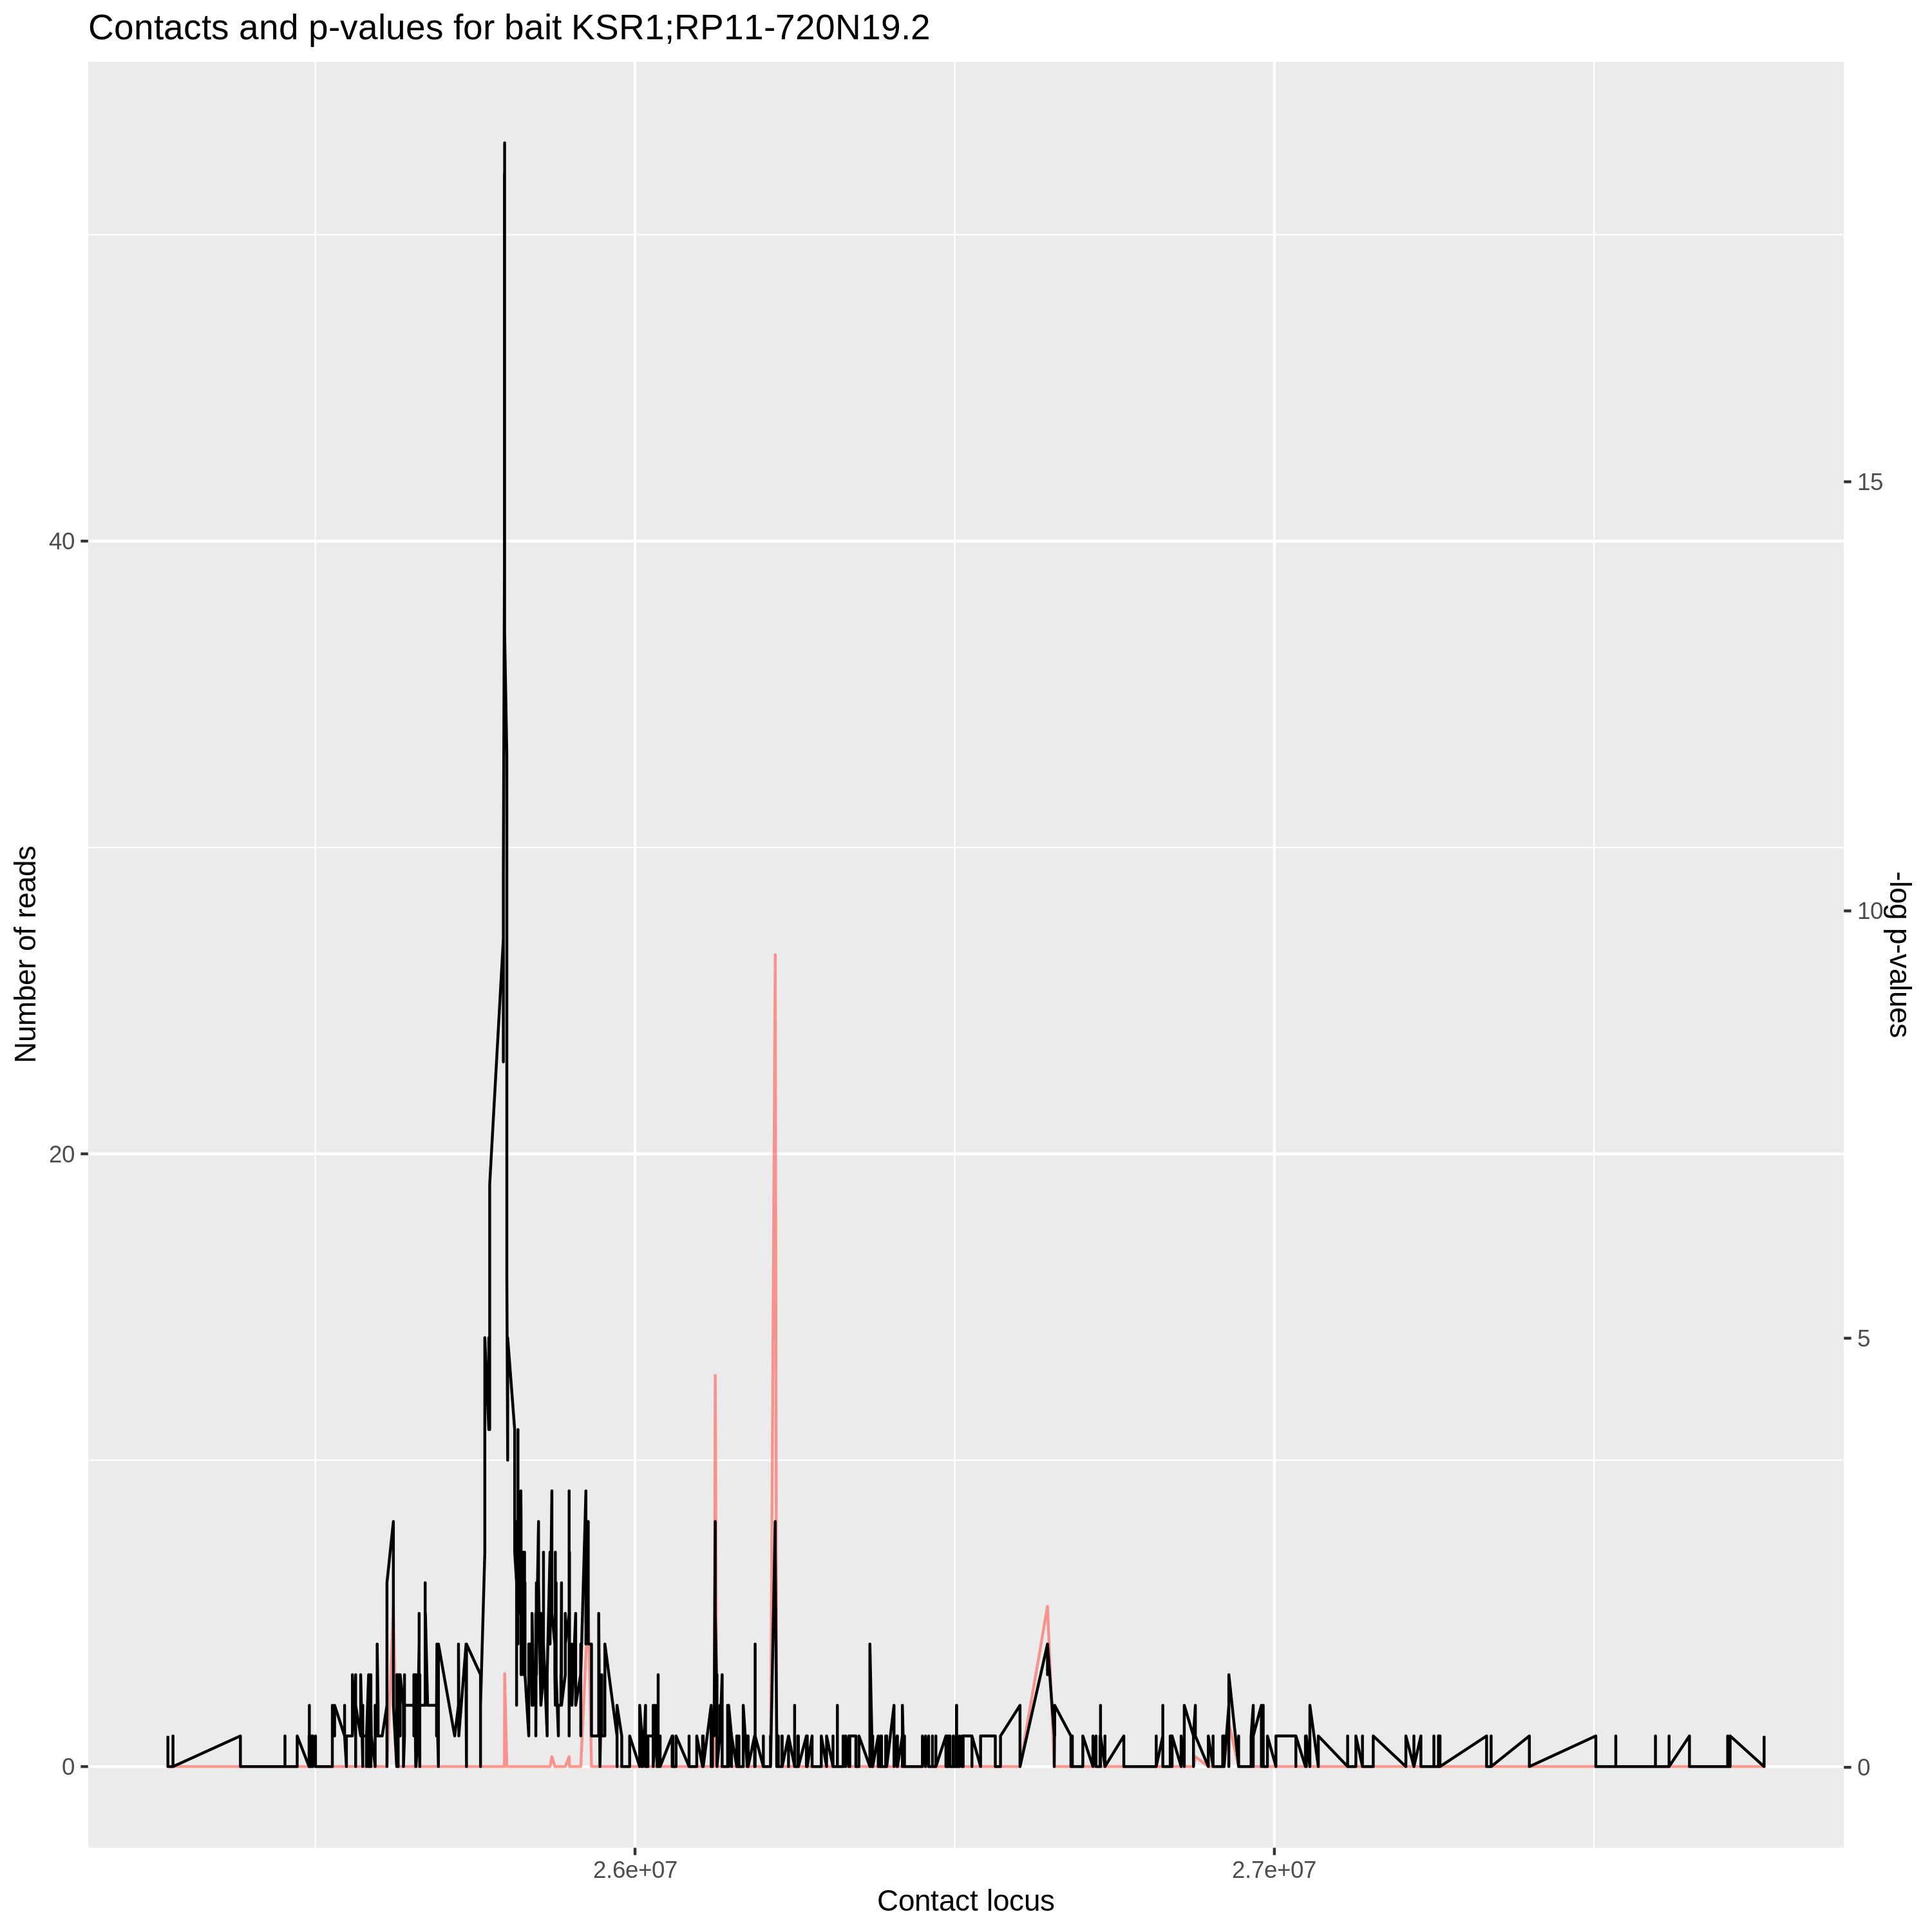 Contacts and p-values for bait KSR1;RP11-720N19.2
Number of reads
40
20
0
15
10
5
0
-log p-values
2.6e+07
2.7e+07
Contact locus